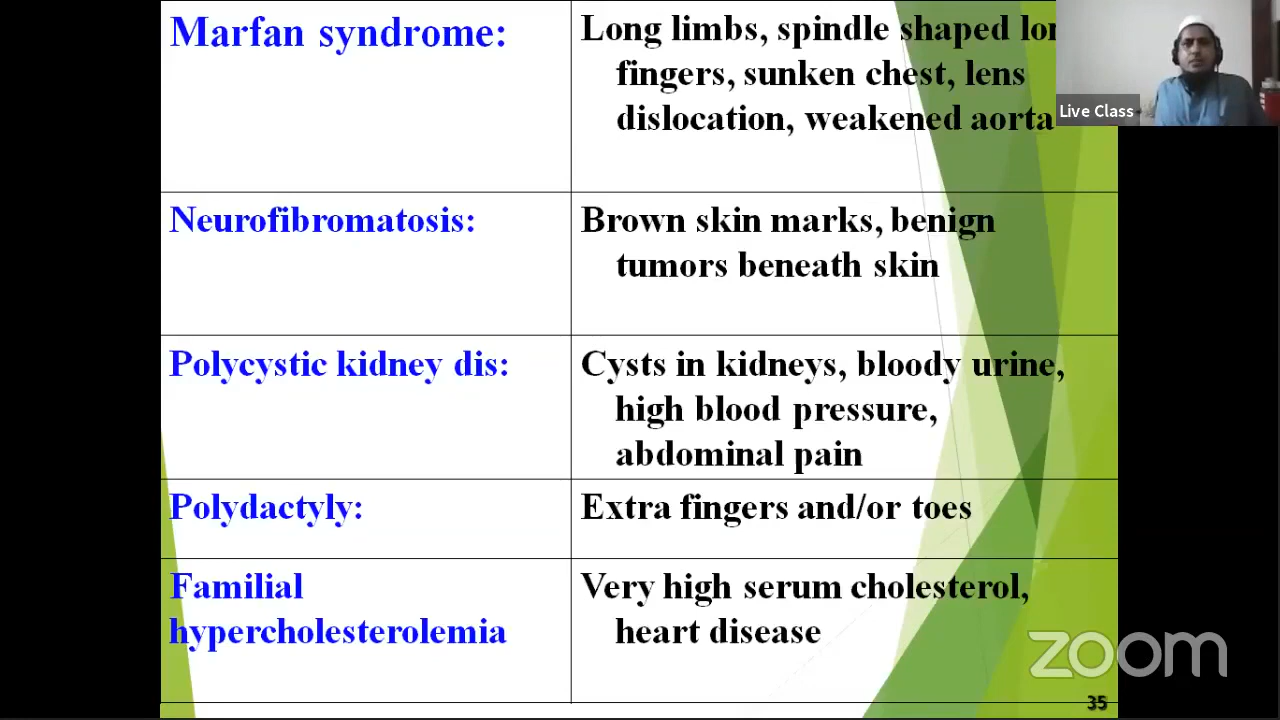 Marfan syndrome:
Long limbs, spindle shaped
fingers, sunken chest, lens
dislocation, weakened aorta
Live Class
Neurofibromatosis:
Brown skin marks, benign
tumors beneath skin
Polycystic kidney dis:
Cysts in kidneys, bloody urine,
high blood pressure,
abdominal pain
Polydactyly:
Extra fingers and/or toes
Familial
hypercholesterolemia
Very high serum cholesterol,
heart disease
zoom
35